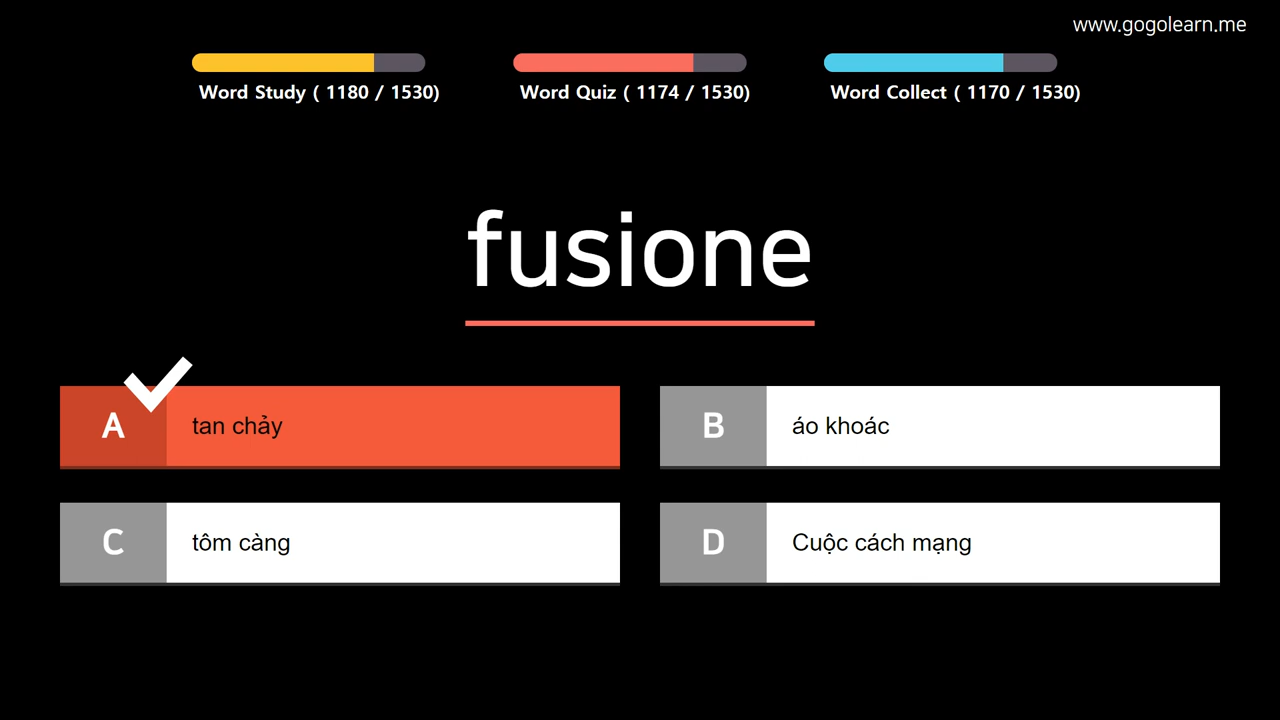 www.gogolearn.me
Word Study ( 1180 / 1530)
Word Quiz ( 1174 / 1530)
Word Collect ( 1170 / 1530)
fusione
A tan chảy
B áo khoác
C tôm càng
D Cuộc cách mạng